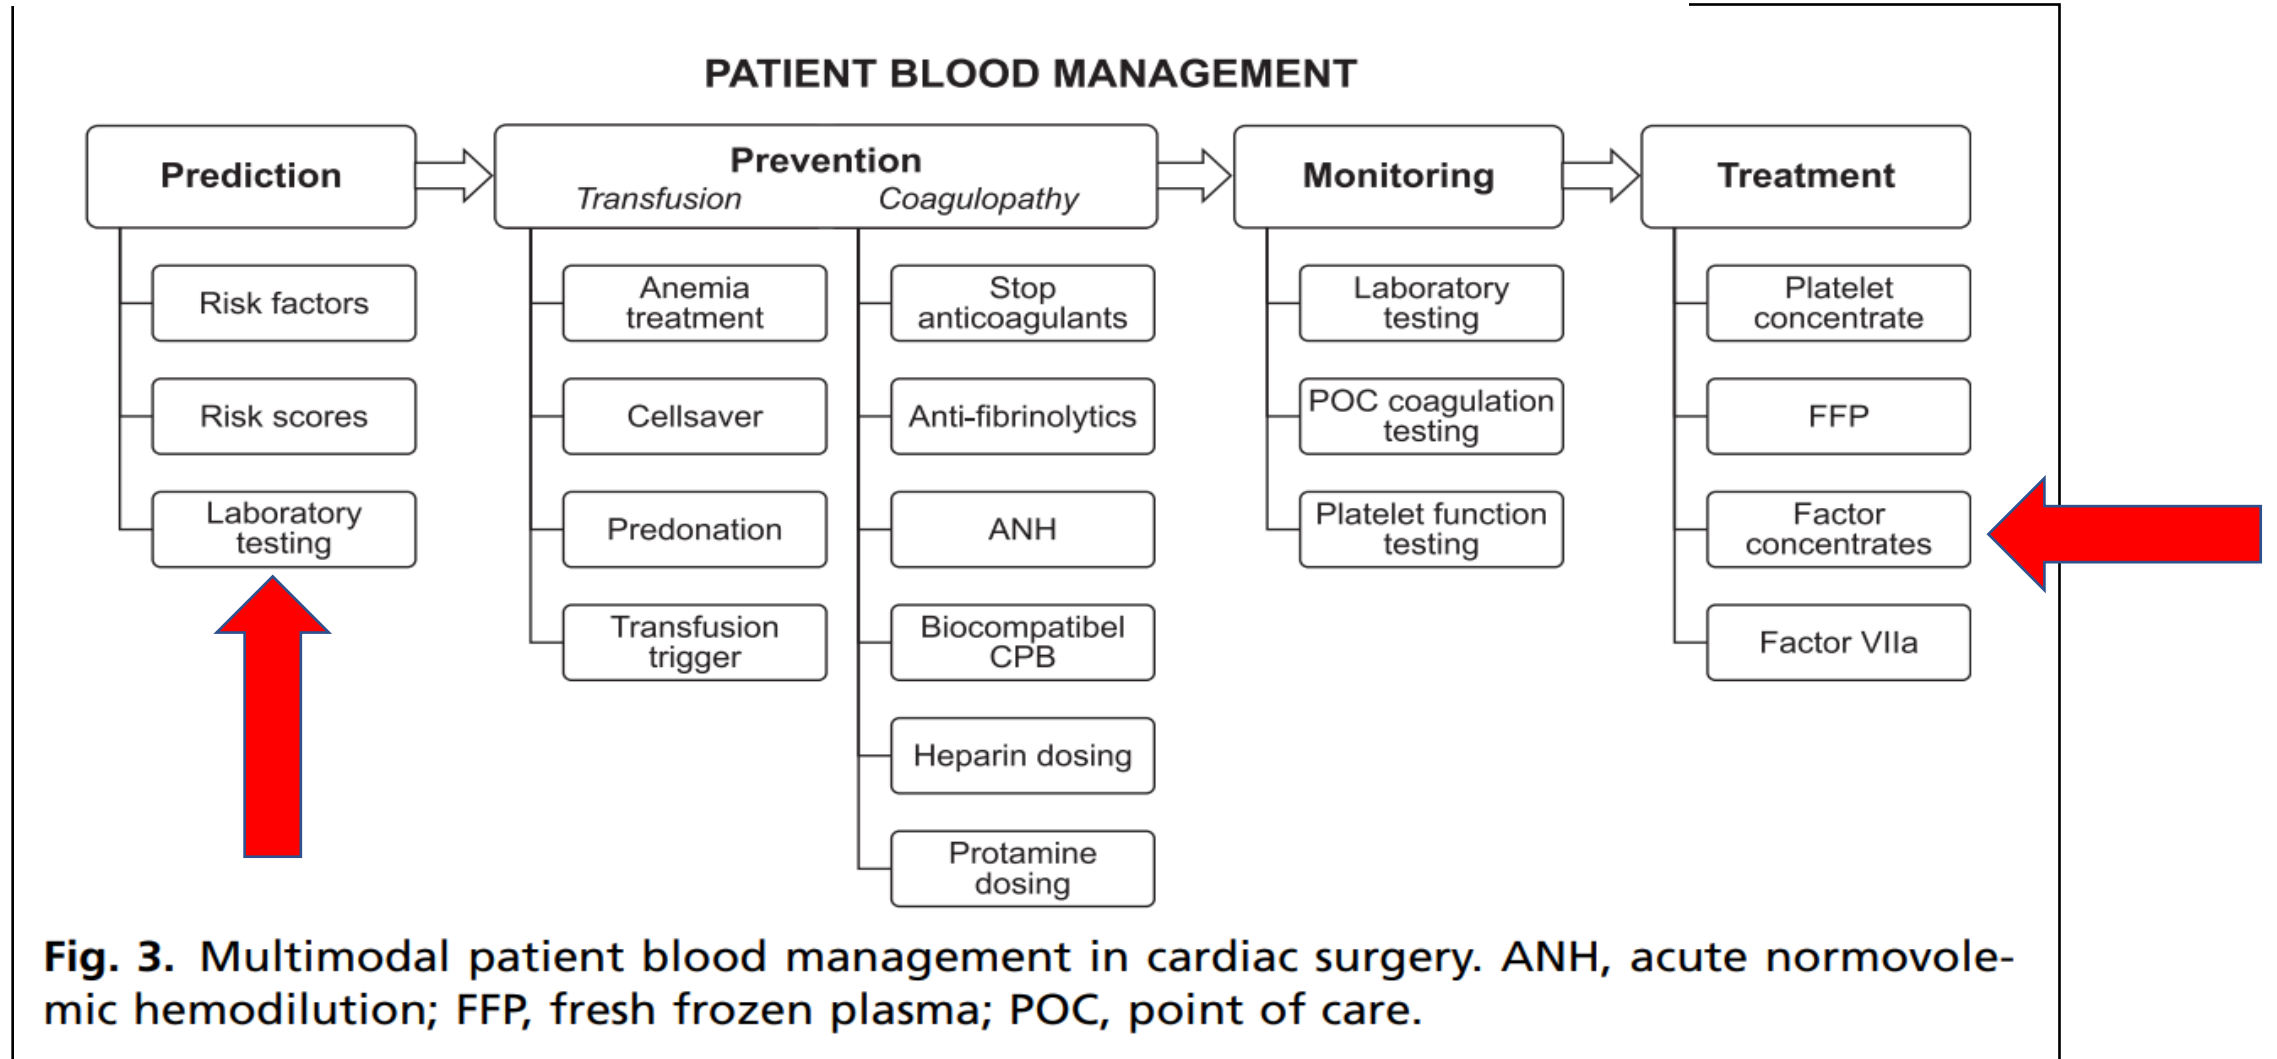 PATIENT BLOOD MANAGEMENT
Prediction
Risk factors
Risk scores
Laboratory
testing
Prevention
Transfusion
Coagulopathy
Anemia
treatment
Cellsaver
Predonation
Transfusion
trigger
Stop
anticoagulants
Anti-fibrinolytics
ANH
Biocompatibel
CPB
Heparin dosing
Protamine
dosing
Monitoring
Laboratory
testing
POC coagulation
testing
Platelet function
testing
Treatment
Platelet
concentrate
FFP
Factor
concentrates
Factor VIIa
Fig. 3. Multimodal patient blood management in cardiac surgery. ANH, acute normovole-
mic hemodilution; FFP, fresh frozen plasma; POC, point of care.